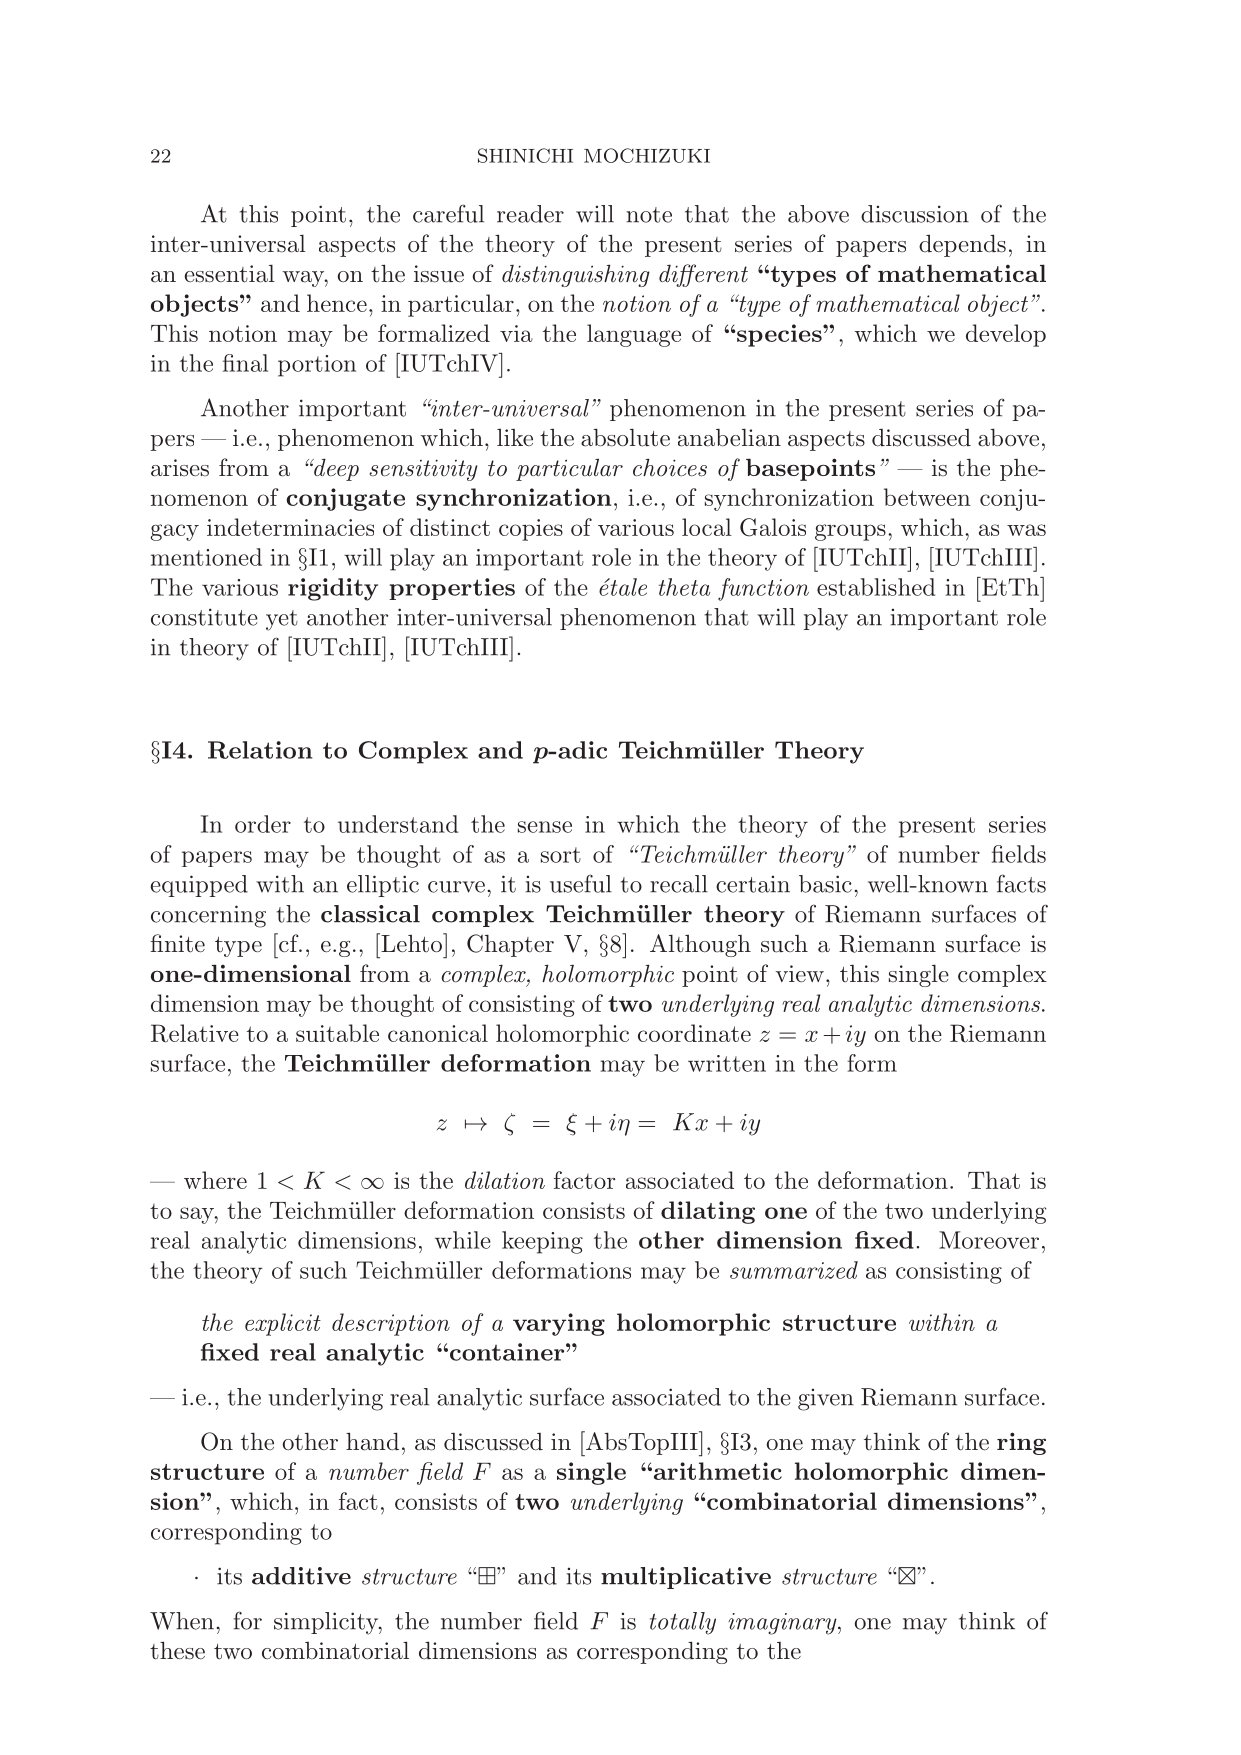 22 SHINICHI MOCHIZUKI
At this point, the careful reader will note that the above discussion of the
inter-universal aspects of the theory of the present series of papers depends, in
an essential way, on the issue of distinguishing different “types of mathematical
objects” and hence, in particular, on the notion of a “type of mathematical object”.
This notion may be formalized via the language of “species”, which we develop
in the final portion of [IUTchIV].
Another important “inter-universal” phenomenon in the present series of pa-
pers — i.e., phenomenon which, like the absolute anabelian aspects discussed above,
arises from a “deep sensitivity to particular choices of basepoints” — is the phe-
nomenon of conjugate synchronization, i.e., of synchronization between conju-
gacy indeterminacies of distinct copies of various local Galois groups, which, as was
mentioned in §I1, will play an important role in the theory of [IUTchII], [IUTchIII].
The various rigidity properties of the étale theta function established in [EtTh]
constitute yet another inter-universal phenomenon that will play an important role
in theory of [IUTchII], [IUTchIII].
§I4. Relation to Complex and p-adic Teichmüller Theory
In order to understand the sense in which the theory of the present series
of papers may be thought of as a sort of “Teichmüller theory” of number fields
equipped with an elliptic curve, it is useful to recall certain basic, well-known facts
concerning the classical complex Teichmüller theory of Riemann surfaces of
finite type [cf., e.g., [Lehto], Chapter V, §8]. Although such a Riemann surface is
one-dimensional from a complex, holomorphic point of view, this single complex
dimension may be thought of consisting of two underlying real analytic dimensions.
Relative to a suitable canonical holomorphic coordinate z = x + iy on the Riemann
surface, the Teichmüller deformation may be written in the form
z ↦ ζ = ξ + iη = Kx + iy
— where 1 < K < ∞ is the dilation factor associated to the deformation. That is
to say, the Teichmüller deformation consists of dilating one of the two underlying
real analytic dimensions, while keeping the other dimension fixed. Moreover,
the theory of such Teichmüller deformations may be summarized as consisting of
the explicit description of a varying holomorphic structure within a
fixed real analytic “container”
— i.e., the underlying real analytic surface associated to the given Riemann surface.
On the other hand, as discussed in [AbsTopIII], §I3, one may think of the ring
structure of a number field F as a single “arithmetic holomorphic dimen-
sion”, which, in fact, consists of two underlying “combinatorial dimensions”,
corresponding to
· its additive structure “⊞” and its multiplicative structure “⊠”.
When, for simplicity, the number field F is totally imaginary, one may think of
these two combinatorial dimensions as corresponding to the